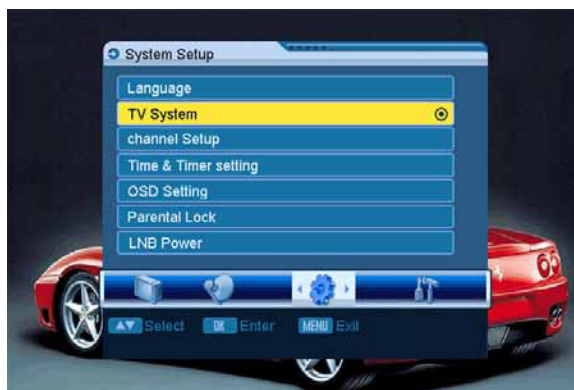 System Setup
Language
TV System
channel Setup
Time & Timer setting
OSD Setting
Parental Lock
LNB Power
Select OK Enter MENU Exit